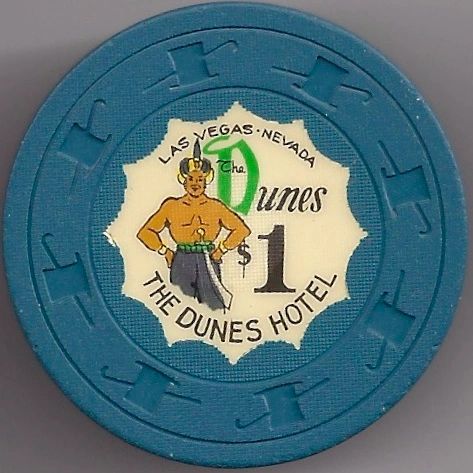 LAS VEGAS • NEVADA
The
Dunes
$1
THE DUNES HOTEL